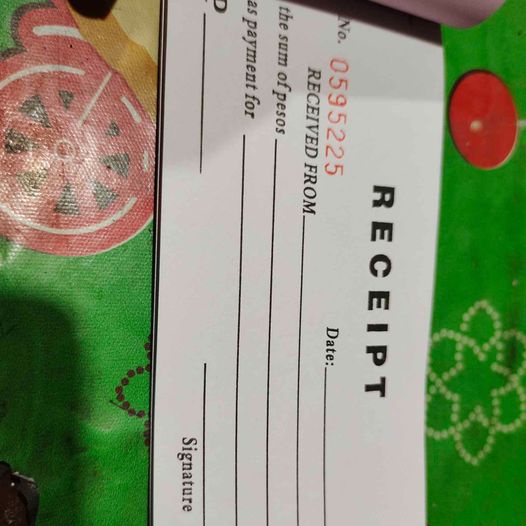 RECEIPT
No. 0595225
Date:
RECEIVED FROM
the sum of pesos
as payment for
D
Signature